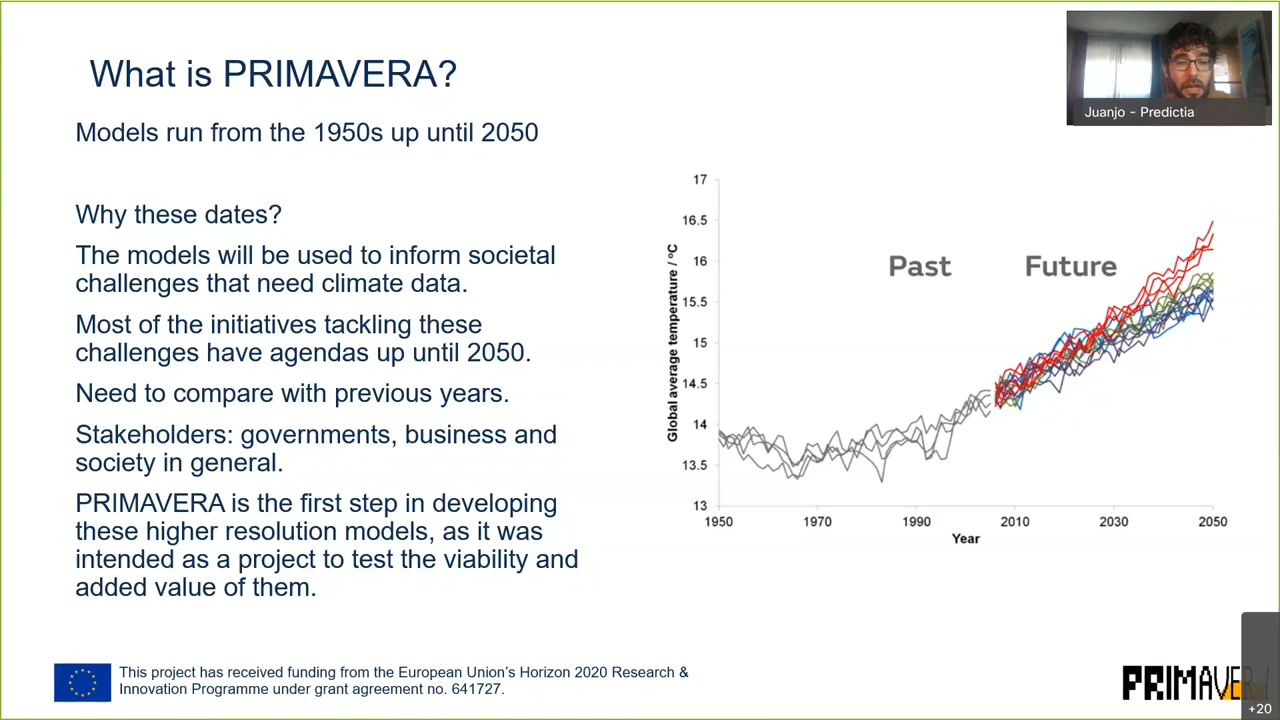 What is PRIMAVERA?
Models run from the 1950s up until 2050
Why these dates?
The models will be used to inform societal
challenges that need climate data.
Most of the initiatives tackling these
challenges have agendas up until 2050.
Need to compare with previous years.
Stakeholders: governments, business and
society in general.
PRIMAVERA is the first step in developing
these higher resolution models, as it was
intended as a project to test the viability and
added value of them.
Juanjo - Predictia
Global average temperature / ºC
17
16.5
16
15.5
15
14.5
14
13.5
13
Past
Future
1950
1970
1990
2010
2030
2050
Year
This project has received funding from the European Union's Horizon 2020 Research &
Innovation Programme under grant agreement no. 641727.
PRIMAVER
+20